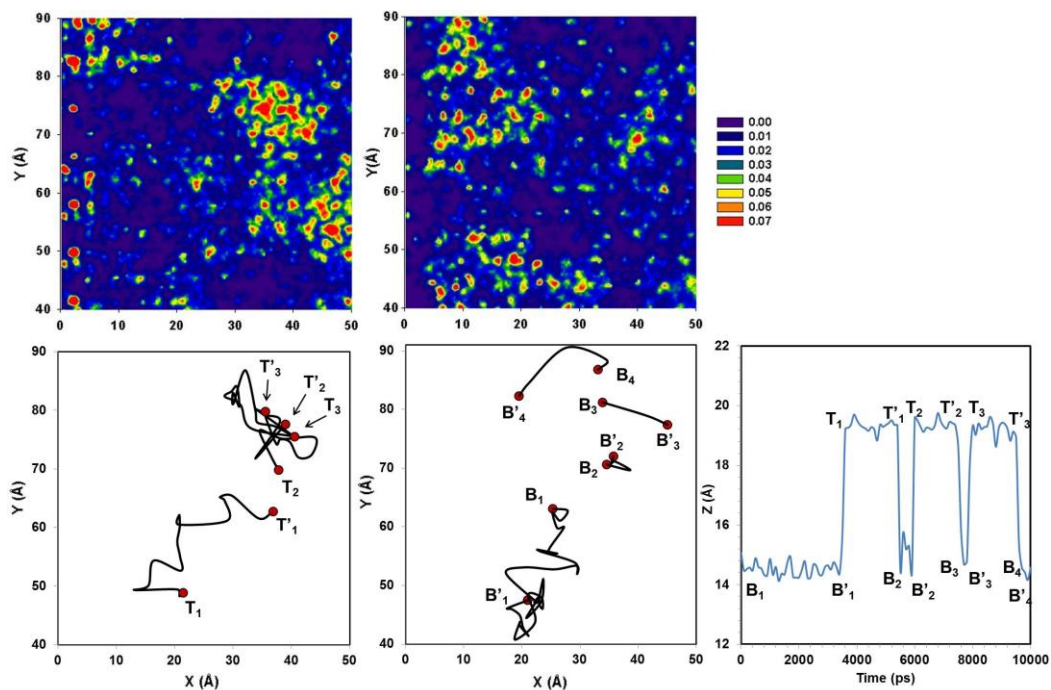 90
80
70
60
50
40
Y (Å)
0 10 20 30 40 50
90
80
70
60
50
40
Y(Å)
0 10 20 30 40 50
0.00
0.01
0.02
0.03
0.04
0.05
0.06
0.07
90
80
70
60
50
40
Y (Å)
T'₃
T'₂
T₃
T₂
T'₁
T₁
0 10 20 30 40 50
X (Å)
90
80
70
60
50
40
Y (Å)
B₄
B'₄
B₃
B'₃
B'₂
B₂
B₁
B'₁
0 10 20 30 40 50
X (Å)
22
20
18
16
14
12
Z (Å)
T₁ T'₁ T₂ T'₂ T₃ T'₃
B₁ B'₁ B₂ B'₂ B₃ B'₃ B₄ B'₄
0 2000 4000 6000 8000 10000
Time (ps)